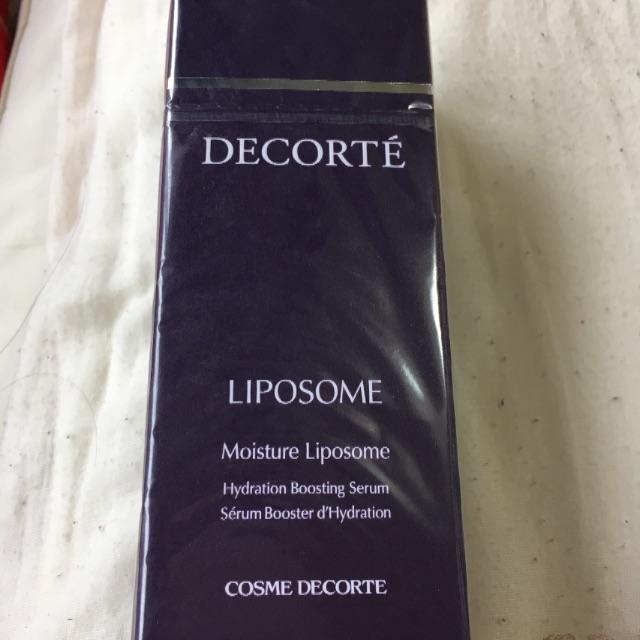 DECORTÉ
LIPOSOME
Moisture Liposome
Hydration Boosting Serum
Sérum Booster d'Hydration
COSME DECORTE